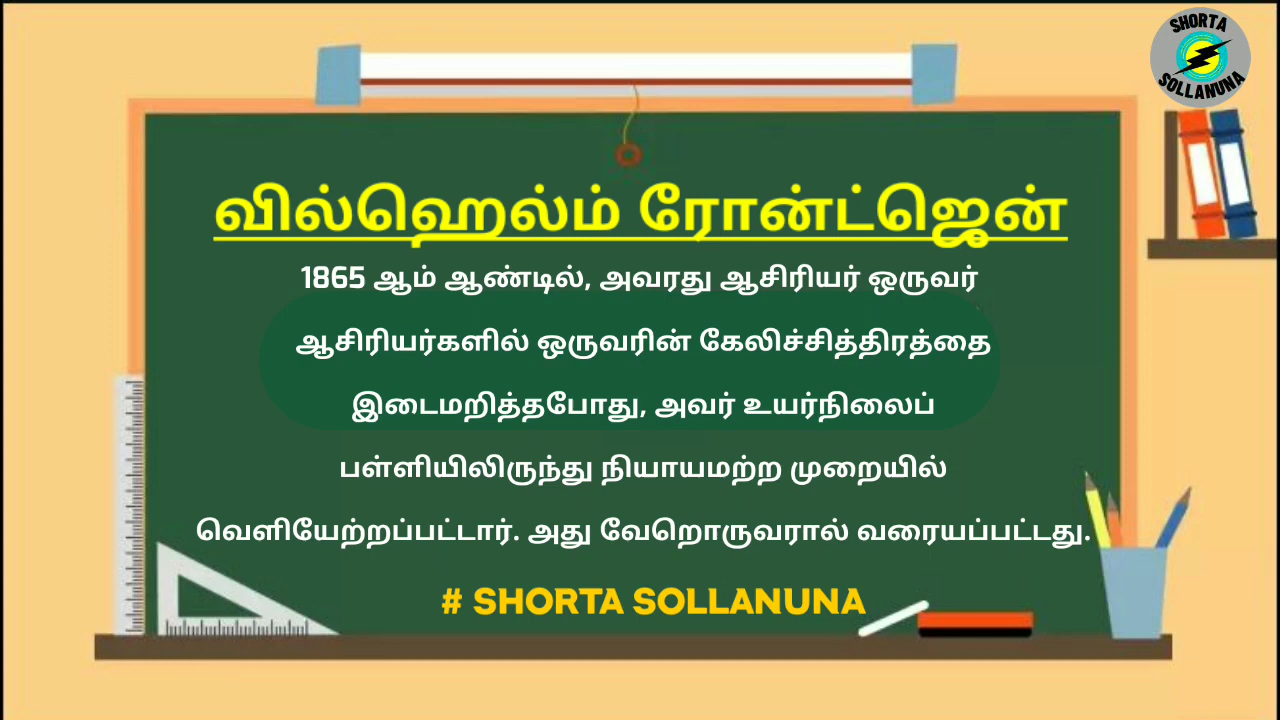 SHORTA
SOLLANUNA
வில்ஹெல்ம் ரோன்ட்ஜென்
1865 ஆம் ஆண்டில், அவரது ஆசிரியர் ஒருவர்
ஆசிரியர்களில் ஒருவரின் கேலிச்சித்திரத்தை
இடைமறித்தபோது, அவர் உயர்நிலைப்
பள்ளியிலிருந்து நியாயமற்ற முறையில்
வெளியேற்றப்பட்டார். அது வேறொருவரால் வரையப்பட்டது.
# SHORTA SOLLANUNA